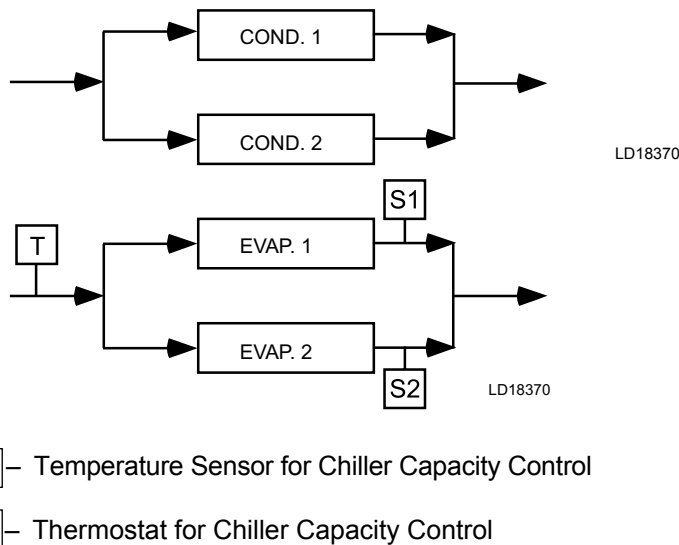 COND. 1
COND. 2
LD18370
S1
T
EVAP. 1
EVAP. 2
S2
LD18370
– Temperature Sensor for Chiller Capacity Control
– Thermostat for Chiller Capacity Control